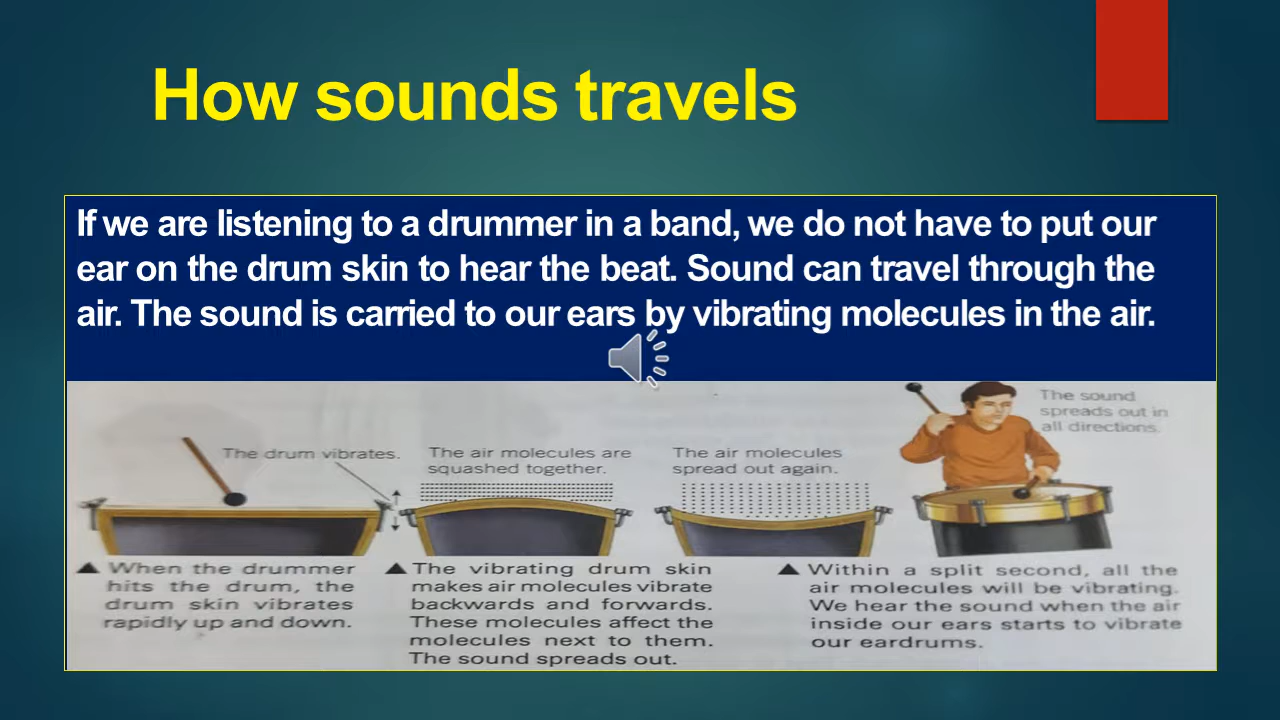 How sounds travels
If we are listening to a drummer in a band, we do not have to put our
ear on the drum skin to hear the beat. Sound can travel through the
air. The sound is carried to our ears by vibrating molecules in the air.
The drum vibrates.
The air molecules are
squashed together.
The air molecules
spread out again.
The sound
spreads out in
all directions.
▲ When the drummer
hits the drum, the
drum skin vibrates
rapidly up and down.
▲ The vibrating drum skin
makes air molecules vibrate
backwards and forwards.
These molecules affect the
molecules next to them.
The sound spreads out.
▲ Within a split second, all the
air molecules will be vibrating.
We hear the sound when the air
inside our ears starts to vibrate
our eardrums.